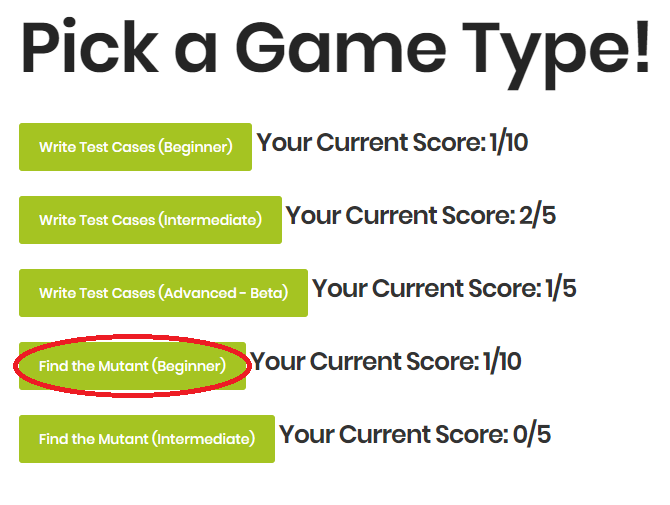 Pick a Game Type!
Write Test Cases (Beginner) Your Current Score: 1/10
Write Test Cases (Intermediate) Your Current Score: 2/5
Write Test Cases (Advanced - Beta) Your Current Score: 1/5
Find the Mutant (Beginner) Your Current Score: 1/10
Find the Mutant (Intermediate) Your Current Score: 0/5